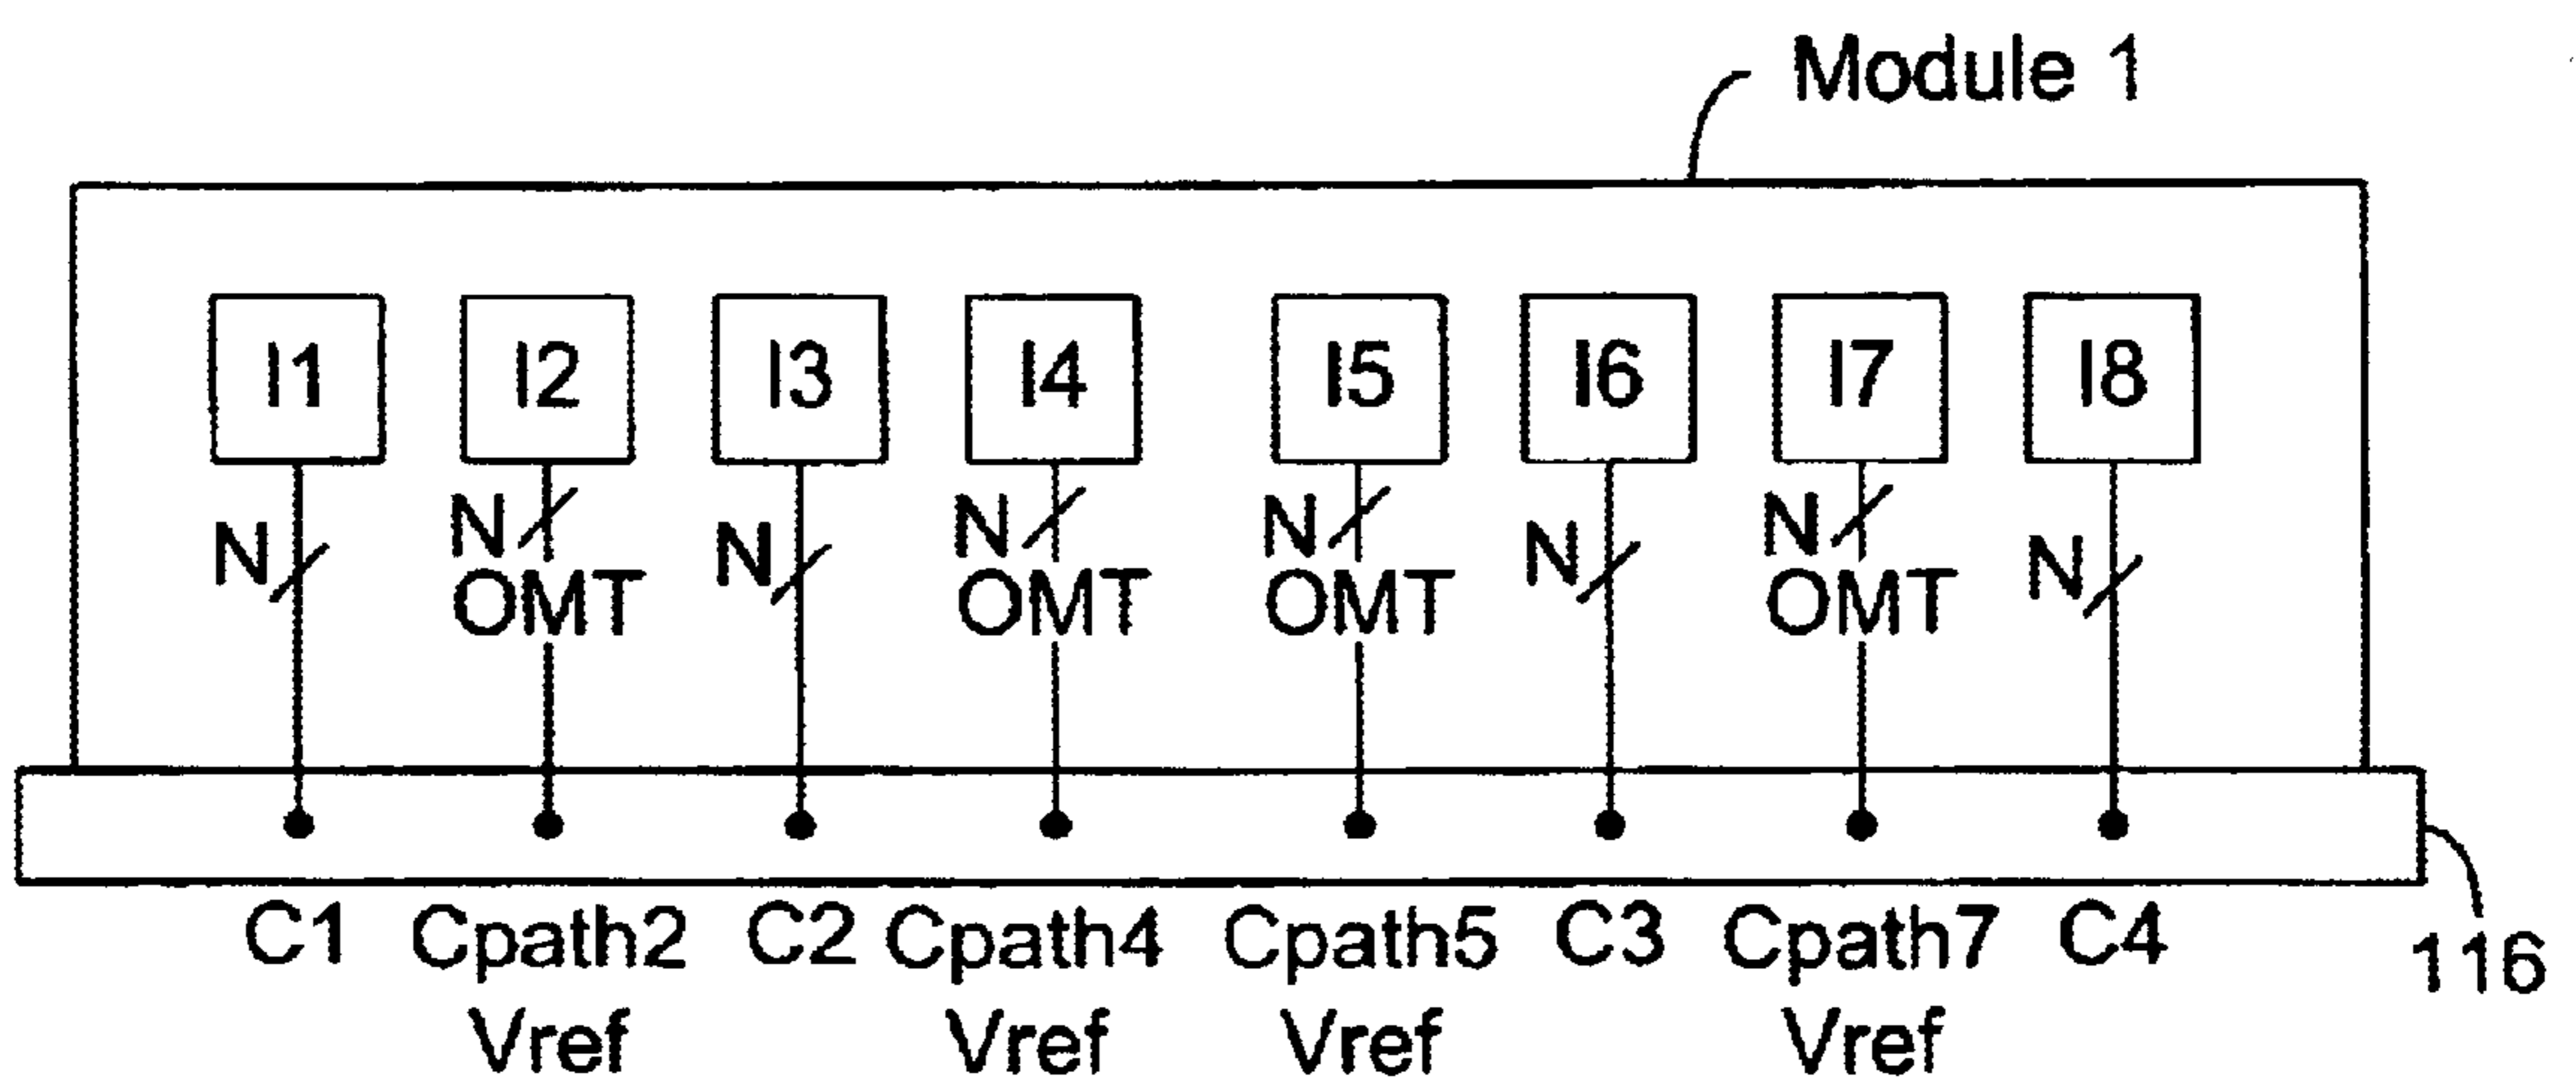 Module 1
I1 I2 I3 I4 I5 I6 I7 I8
N N N N N N N N
OMT OMT OMT OMT
C1 Cpath2 C2 Cpath4 Cpath5 C3 Cpath7 C4
116
Vref Vref Vref Vref